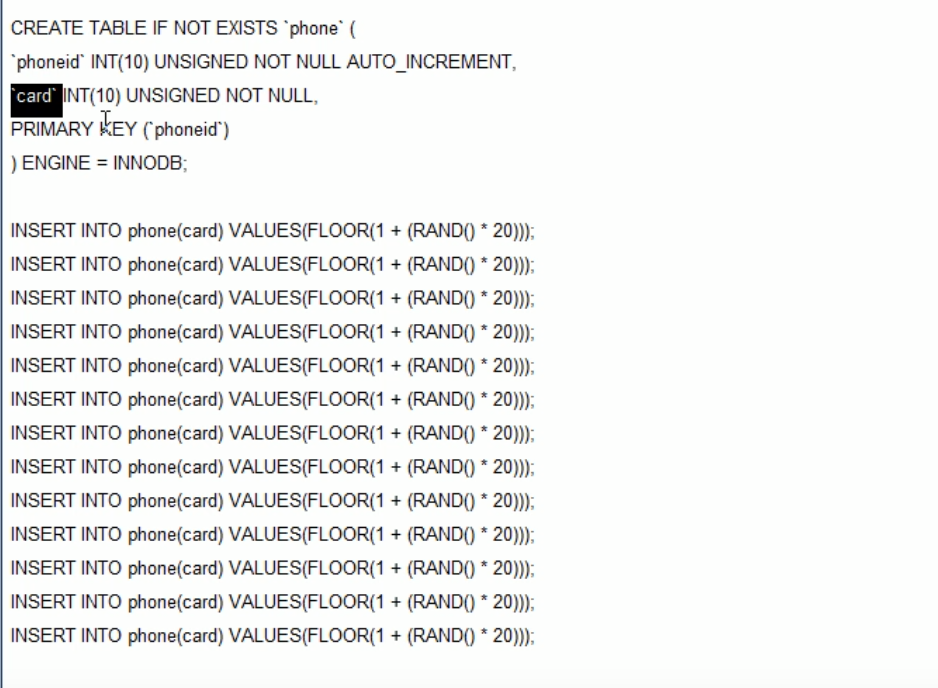 CREATE TABLE IF NOT EXISTS `phone` (
`phoneid` INT(10) UNSIGNED NOT NULL AUTO_INCREMENT,
`card` INT(10) UNSIGNED NOT NULL,
PRIMARY KEY (`phoneid`)
) ENGINE = INNODB;
INSERT INTO phone(card) VALUES(FLOOR(1 + (RAND() * 20)));
INSERT INTO phone(card) VALUES(FLOOR(1 + (RAND() * 20)));
INSERT INTO phone(card) VALUES(FLOOR(1 + (RAND() * 20)));
INSERT INTO phone(card) VALUES(FLOOR(1 + (RAND() * 20)));
INSERT INTO phone(card) VALUES(FLOOR(1 + (RAND() * 20)));
INSERT INTO phone(card) VALUES(FLOOR(1 + (RAND() * 20)));
INSERT INTO phone(card) VALUES(FLOOR(1 + (RAND() * 20)));
INSERT INTO phone(card) VALUES(FLOOR(1 + (RAND() * 20)));
INSERT INTO phone(card) VALUES(FLOOR(1 + (RAND() * 20)));
INSERT INTO phone(card) VALUES(FLOOR(1 + (RAND() * 20)));
INSERT INTO phone(card) VALUES(FLOOR(1 + (RAND() * 20)));
INSERT INTO phone(card) VALUES(FLOOR(1 + (RAND() * 20)));
INSERT INTO phone(card) VALUES(FLOOR(1 + (RAND() * 20)));